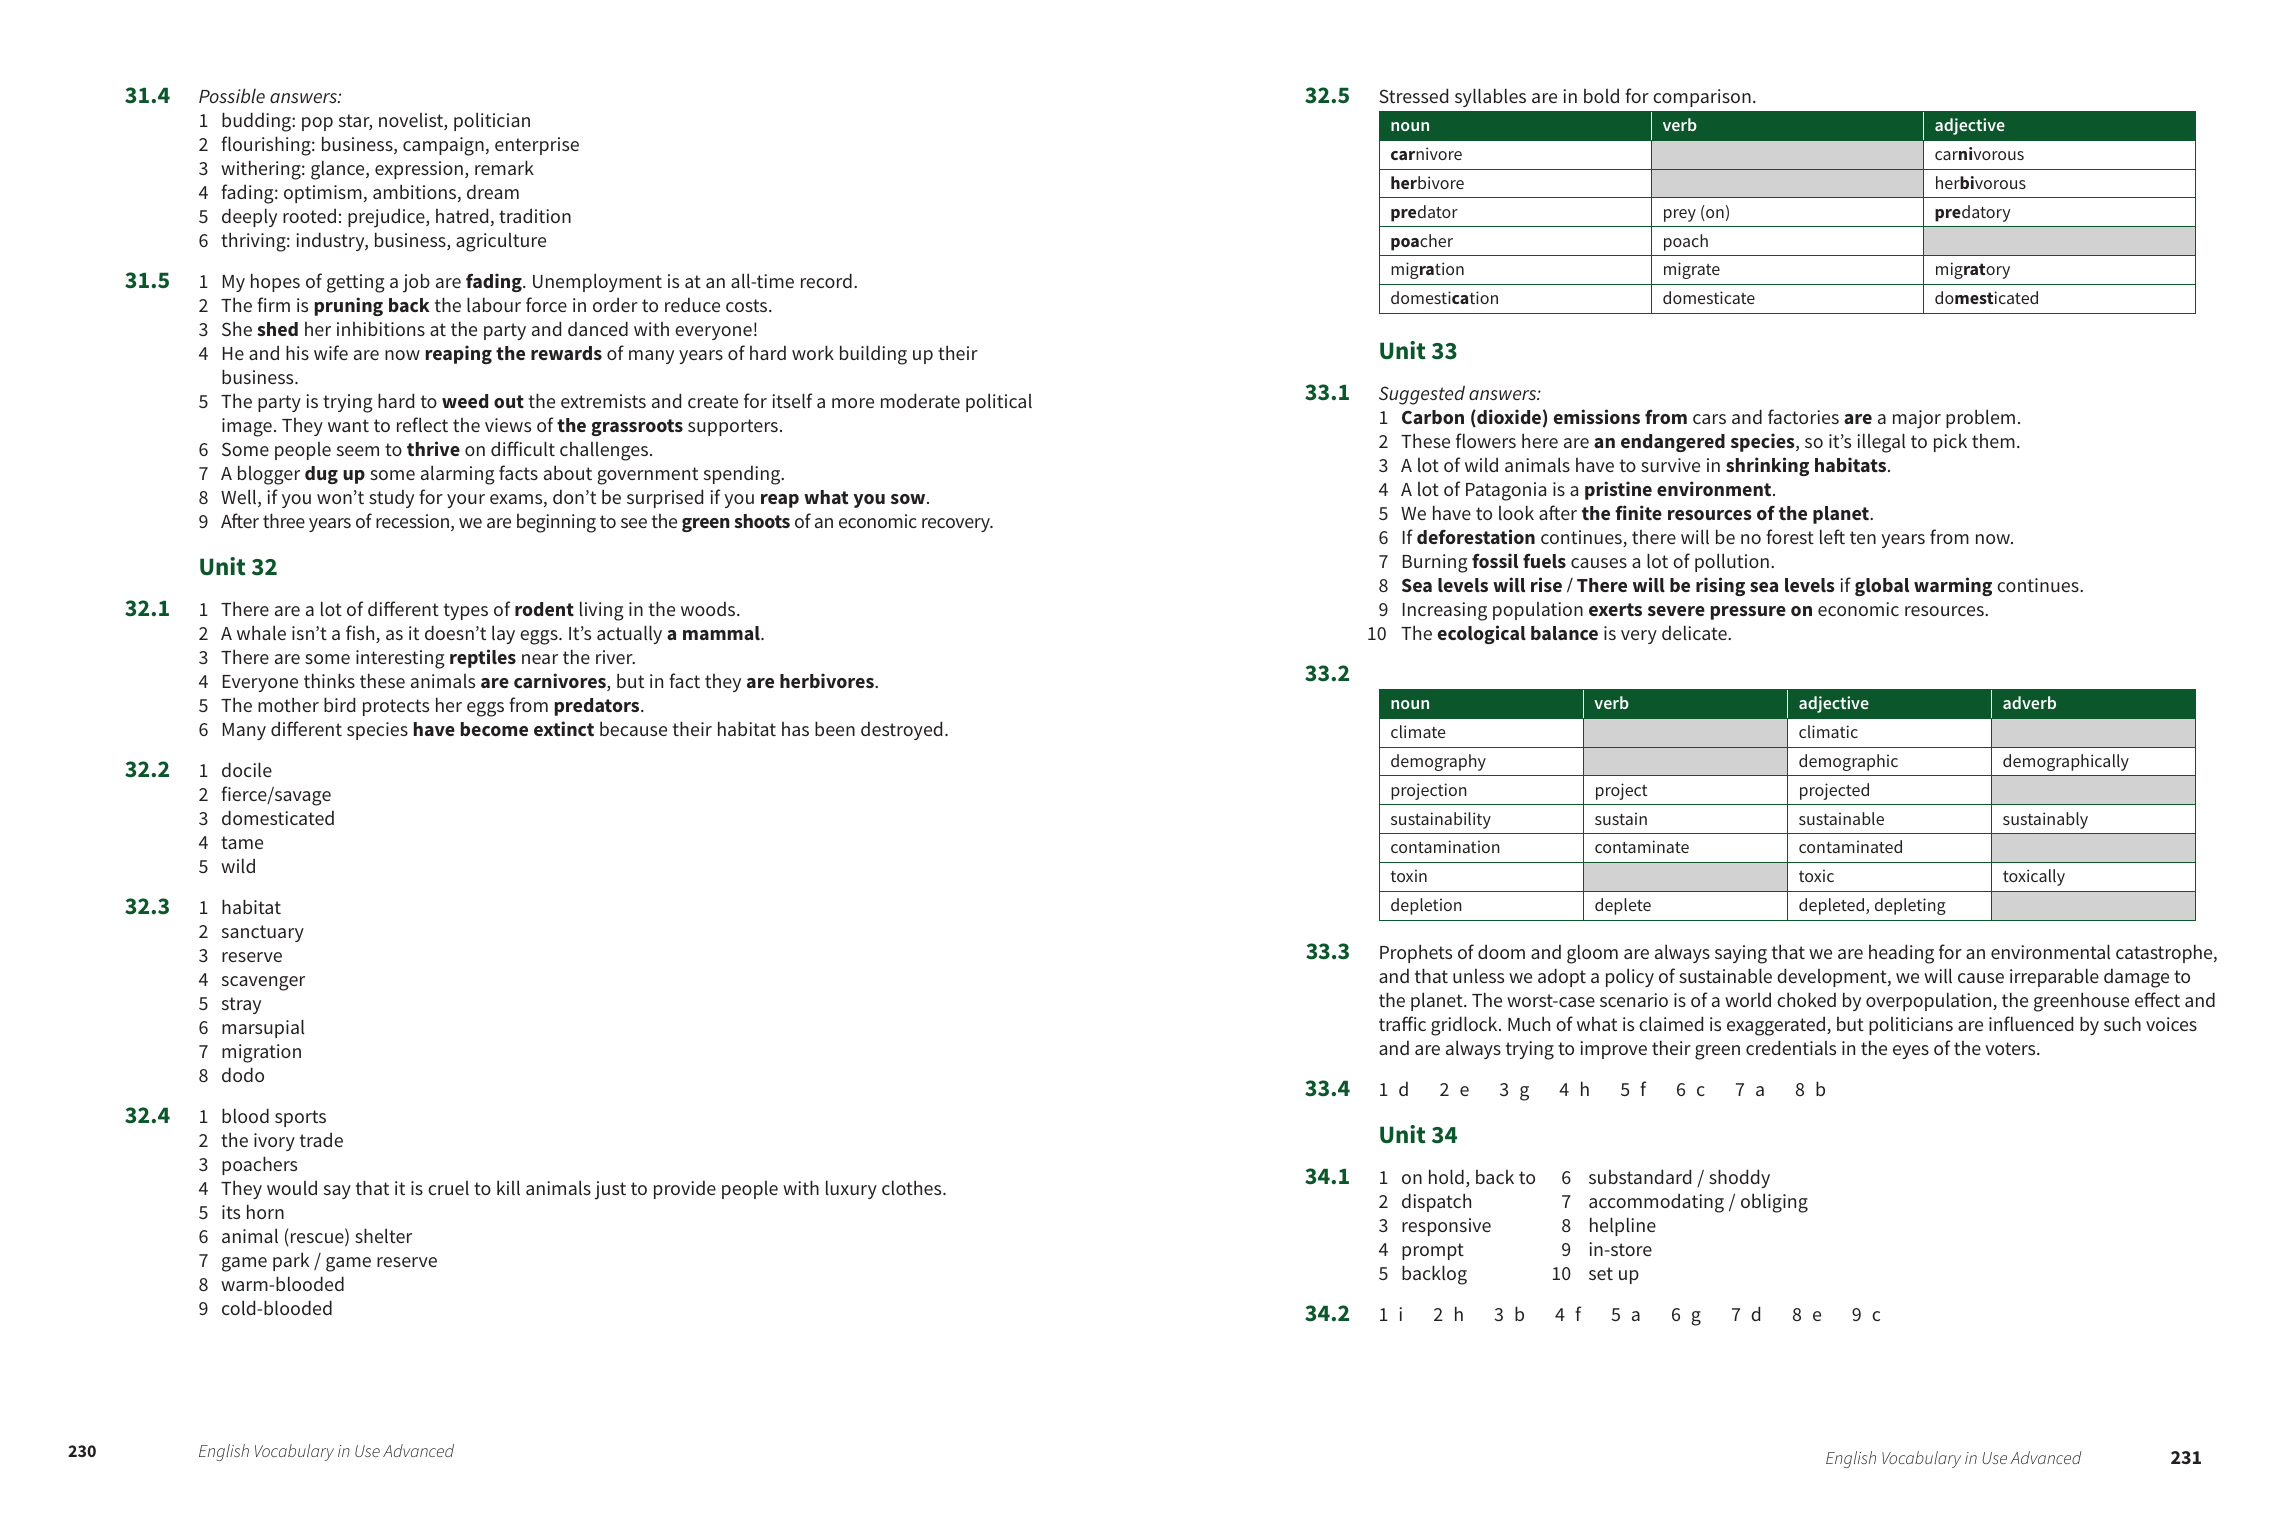 31.4 Possible answers:
1 budding: pop star, novelist, politician
2 flourishing: business, campaign, enterprise
3 withering: glance, expression, remark
4 fading: optimism, ambitions, dream
5 deeply rooted: prejudice, hatred, tradition
6 thriving: industry, business, agriculture
31.5 1 My hopes of getting a job are fading. Unemployment is at an all-time record.
2 The firm is pruning back the labour force in order to reduce costs.
3 She shed her inhibitions at the party and danced with everyone!
4 He and his wife are now reaping the rewards of many years of hard work building up their
business.
5 The party is trying hard to weed out the extremists and create for itself a more moderate political
image. They want to reflect the views of the grassroots supporters.
6 Some people seem to thrive on difficult challenges.
7 A blogger dug up some alarming facts about government spending.
8 Well, if you won’t study for your exams, don’t be surprised if you reap what you sow.
9 After three years of recession, we are beginning to see the green shoots of an economic recovery.
Unit 32
32.1 1 There are a lot of different types of rodent living in the woods.
2 A whale isn’t a fish, as it doesn’t lay eggs. It’s actually a mammal.
3 There are some interesting reptiles near the river.
4 Everyone thinks these animals are carnivores, but in fact they are herbivores.
5 The mother bird protects her eggs from predators.
6 Many different species have become extinct because their habitat has been destroyed.
32.2 1 docile
2 fierce/savage
3 domesticated
4 tame
5 wild
32.3 1 habitat
2 sanctuary
3 reserve
4 scavenger
5 stray
6 marsupial
7 migration
8 dodo
32.4 1 blood sports
2 the ivory trade
3 poachers
4 They would say that it is cruel to kill animals just to provide people with luxury clothes.
5 its horn
6 animal (rescue) shelter
7 game park / game reserve
8 warm-blooded
9 cold-blooded
230 English Vocabulary in Use Advanced
32.5 Stressed syllables are in bold for comparison.
noun verb adjective
carnivore carnivorous
herbivore herbivorous
predator prey (on) predatory
poacher poach
migration migrate migratory
domestication domesticate domesticated
Unit 33
33.1 Suggested answers:
1 Carbon (dioxide) emissions from cars and factories are a major problem.
2 These flowers here are an endangered species, so it’s illegal to pick them.
3 A lot of wild animals have to survive in shrinking habitats.
4 A lot of Patagonia is a pristine environment.
5 We have to look after the finite resources of the planet.
6 If deforestation continues, there will be no forest left ten years from now.
7 Burning fossil fuels causes a lot of pollution.
8 Sea levels will rise / There will be rising sea levels if global warming continues.
9 Increasing population exerts severe pressure on economic resources.
10 The ecological balance is very delicate.
33.2
noun verb adjective adverb
climate climatic
demography demographic demographically
projection project projected
sustainability sustain sustainable sustainably
contamination contaminate contaminated
toxin toxic toxically
depletion deplete depleted, depleting
33.3 Prophets of doom and gloom are always saying that we are heading for an environmental catastrophe,
and that unless we adopt a policy of sustainable development, we will cause irreparable damage to
the planet. The worst-case scenario is of a world choked by overpopulation, the greenhouse effect and
traffic gridlock. Much of what is claimed is exaggerated, but politicians are influenced by such voices
and are always trying to improve their green credentials in the eyes of the voters.
33.4 1 d 2 e 3 g 4 h 5 f 6 c 7 a 8 b
Unit 34
34.1 1 on hold, back to 6 substandard / shoddy
2 dispatch 7 accommodating / obliging
3 responsive 8 helpline
4 prompt 9 in-store
5 backlog 10 set up
34.2 1 i 2 h 3 b 4 f 5 a 6 g 7 d 8 e 9 c
English Vocabulary in Use Advanced 231